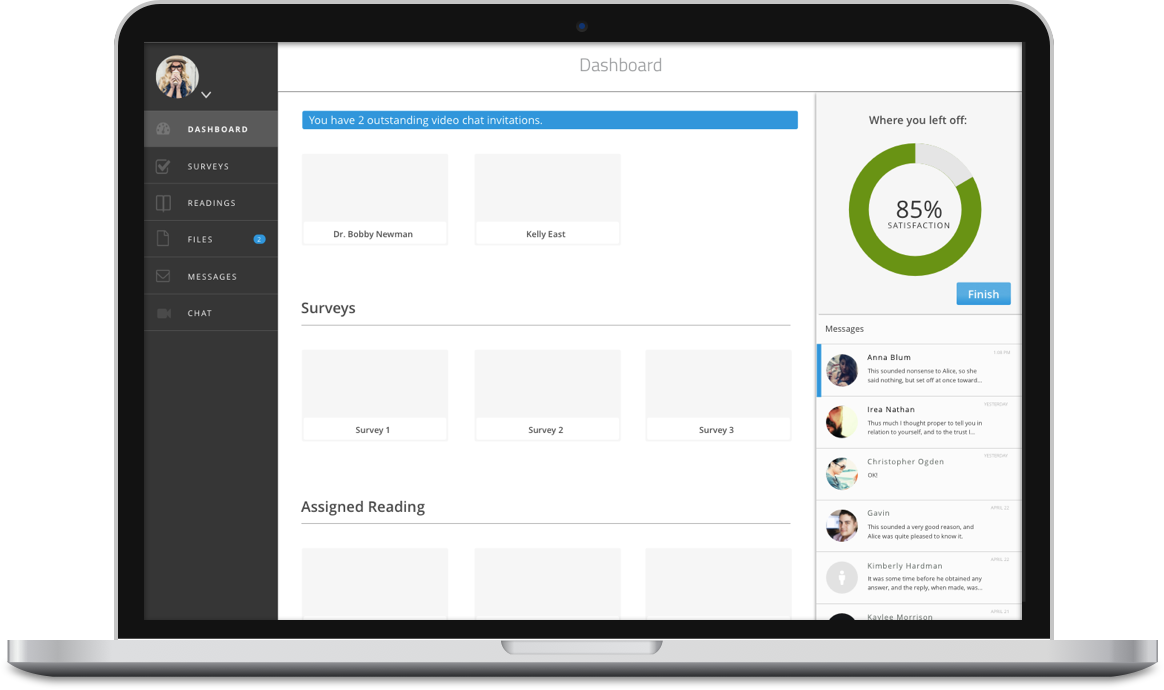 Dashboard
DASHBOARD
SURVEYS
READINGS
FILES
2
MESSAGES
CHAT
You have 2 outstanding video chat invitations.
Dr. Bobby Newman
Kelly East
Surveys
Survey 1
Survey 2
Survey 3
Assigned Reading
Where you left off:
85%
SATISFACTION
Finish
Messages
1:09 PM
Anna Blum
This sounded nonsense to Alice, so she
said nothing, but set off at once toward...
YESTERDAY
Irea Nathan
Thus much I thought proper to tell you in
relation to yourself, and to the trust I...
YESTERDAY
Christopher Ogden
OK!
APRIL 22
Gavin
This sounded a very good reason, and
Alice was quite pleased to know it.
APRIL 22
Kimberly Hardman
It was some time before he obtained any
answer, and the reply, when made, was...
APRIL 21
Kaylee Morrison